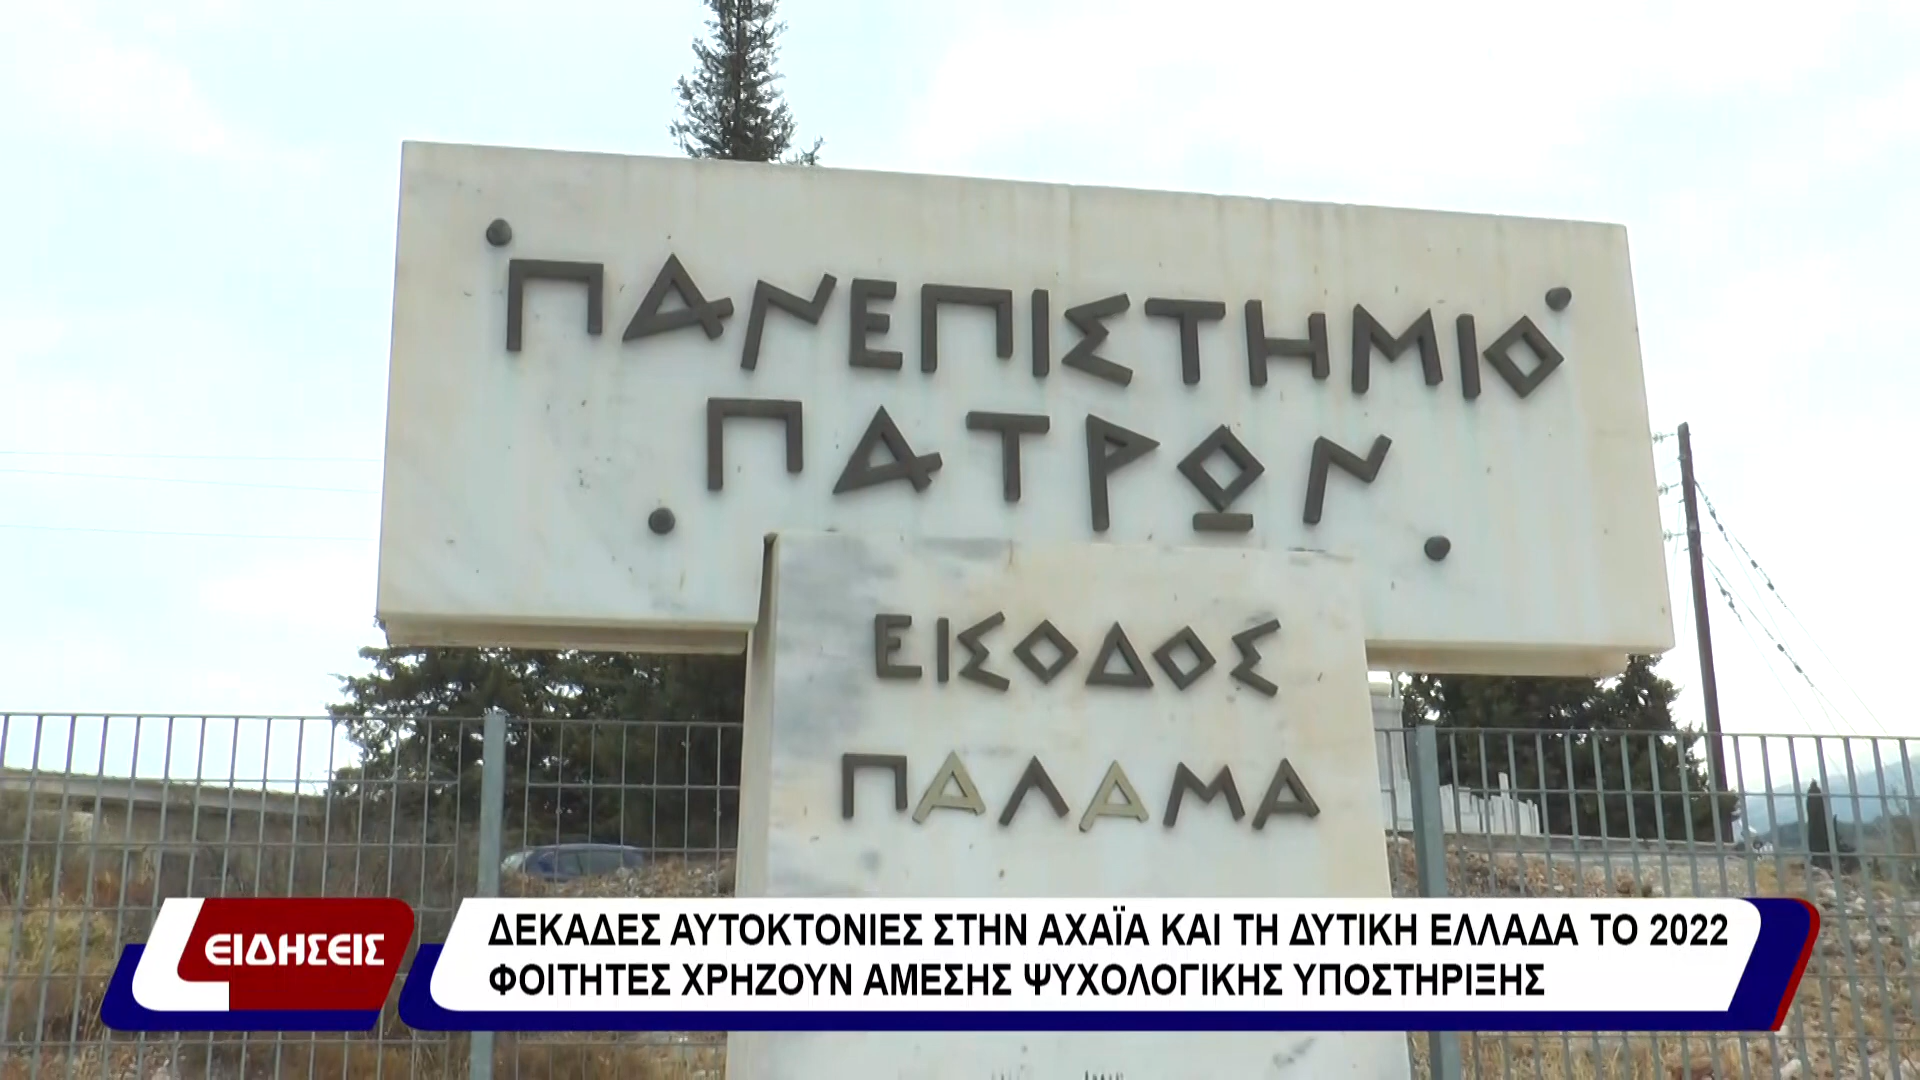 ΠΑΝΕΠΙΣΤΗΜΙΟ
ΠΑΤΡΩΝ
ΕΙΣΟΔΟΣ
ΠΑΛΑΜΑ
ΕΙΔΗΣΕΙΣ
ΔΕΚΑΔΕΣ ΑΥΤΟΚΤΟΝΙΕΣ ΣΤΗΝ ΑΧΑΪΑ ΚΑΙ ΤΗ ΔΥΤΙΚΗ ΕΛΛΑΔΑ ΤΟ 2022
ΦΟΙΤΗΤΕΣ ΧΡΗΖΟΥΝ ΑΜΕΣΗΣ ΨΥΧΟΛΟΓΙΚΗΣ ΥΠΟΣΤΗΡΙΞΗΣ